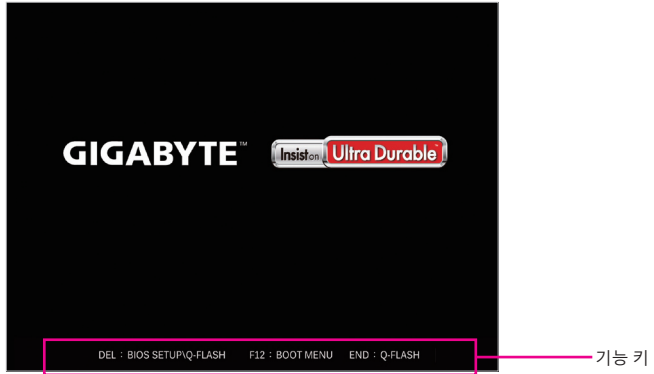 GIGABYTE™ Insist on Ultra Durable™
DEL : BIOS SETUP\Q-FLASH F12 : BOOT MENU END : Q-FLASH
기능 키